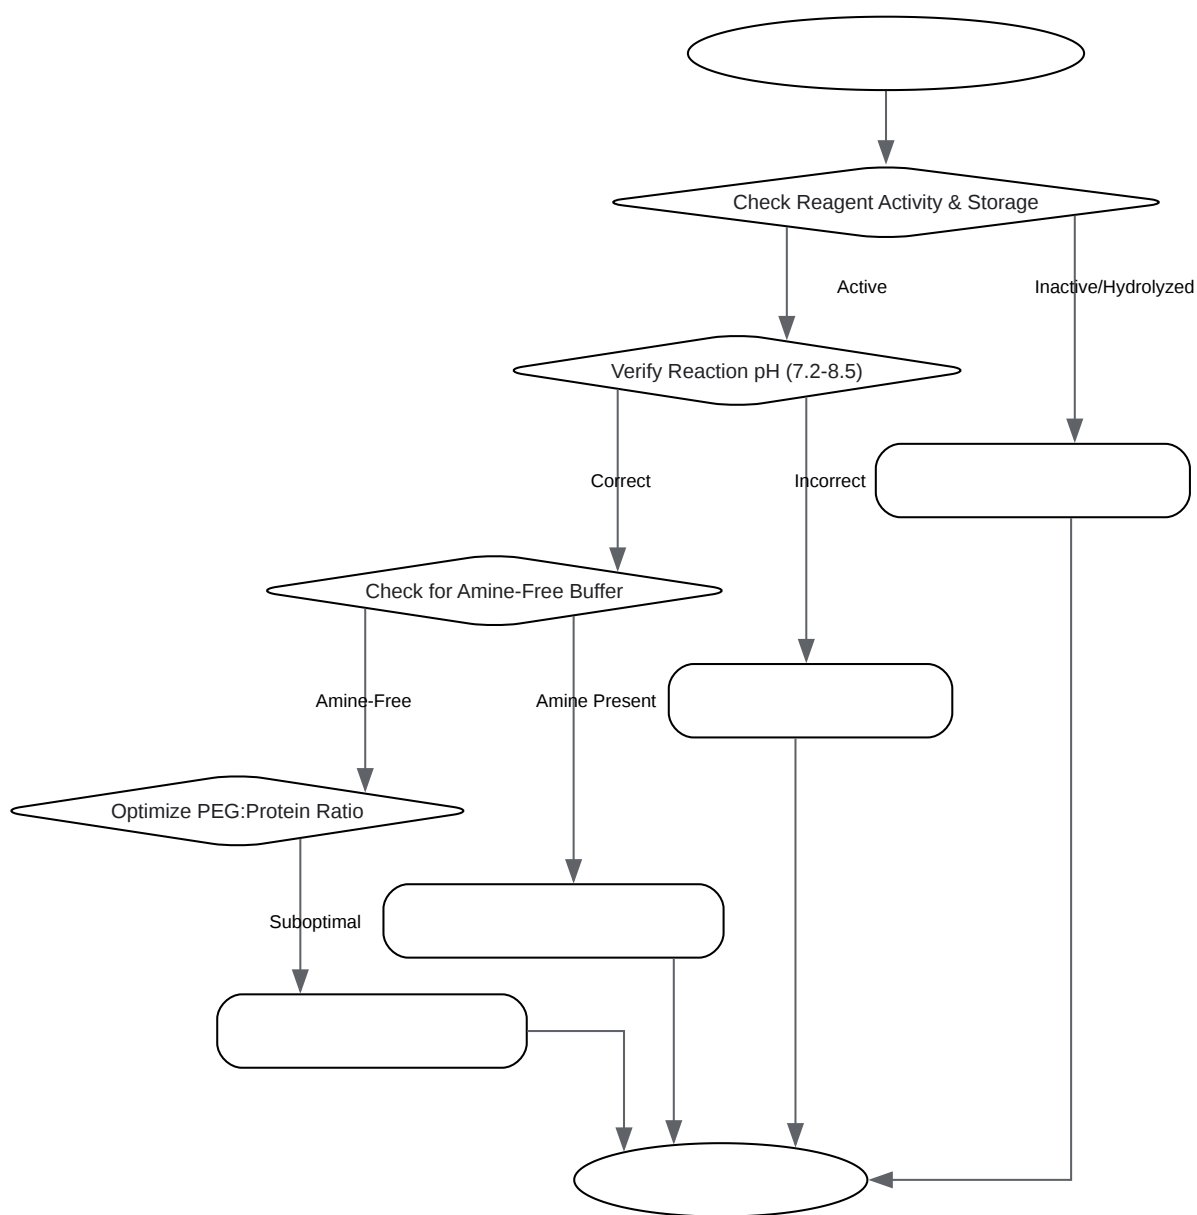 Check Reagent Activity & Storage
Active
Inactive/Hydrolyzed
Verify Reaction pH (7.2-8.5)
Correct
Incorrect
Check for Amine-Free Buffer
Amine-Free
Amine Present
Optimize PEG:Protein Ratio
Suboptimal